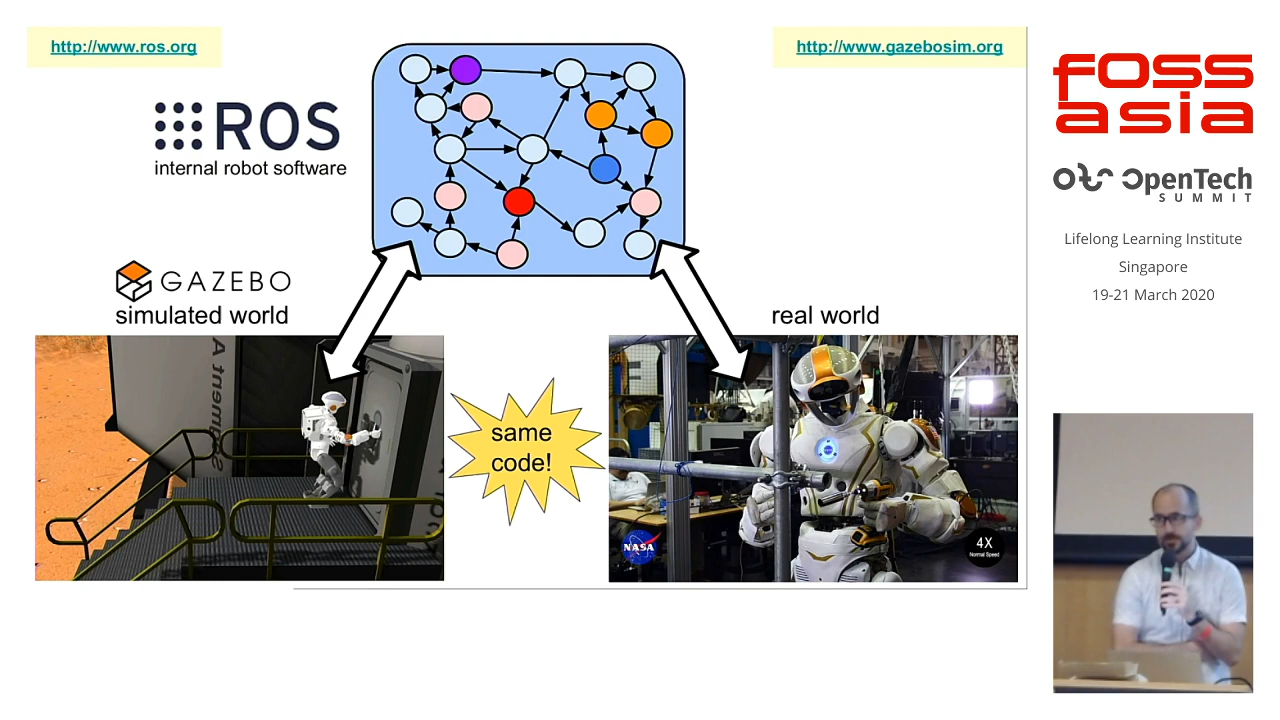 http://www.ros.org
http://www.gazebosim.org
ROS
internal robot software
GAZEBO
simulated world
real world
same
code!
NASA
4X
Normal Speed
foss
asia
OpenTech
SUMMIT
Lifelong Learning Institute
Singapore
19-21 March 2020